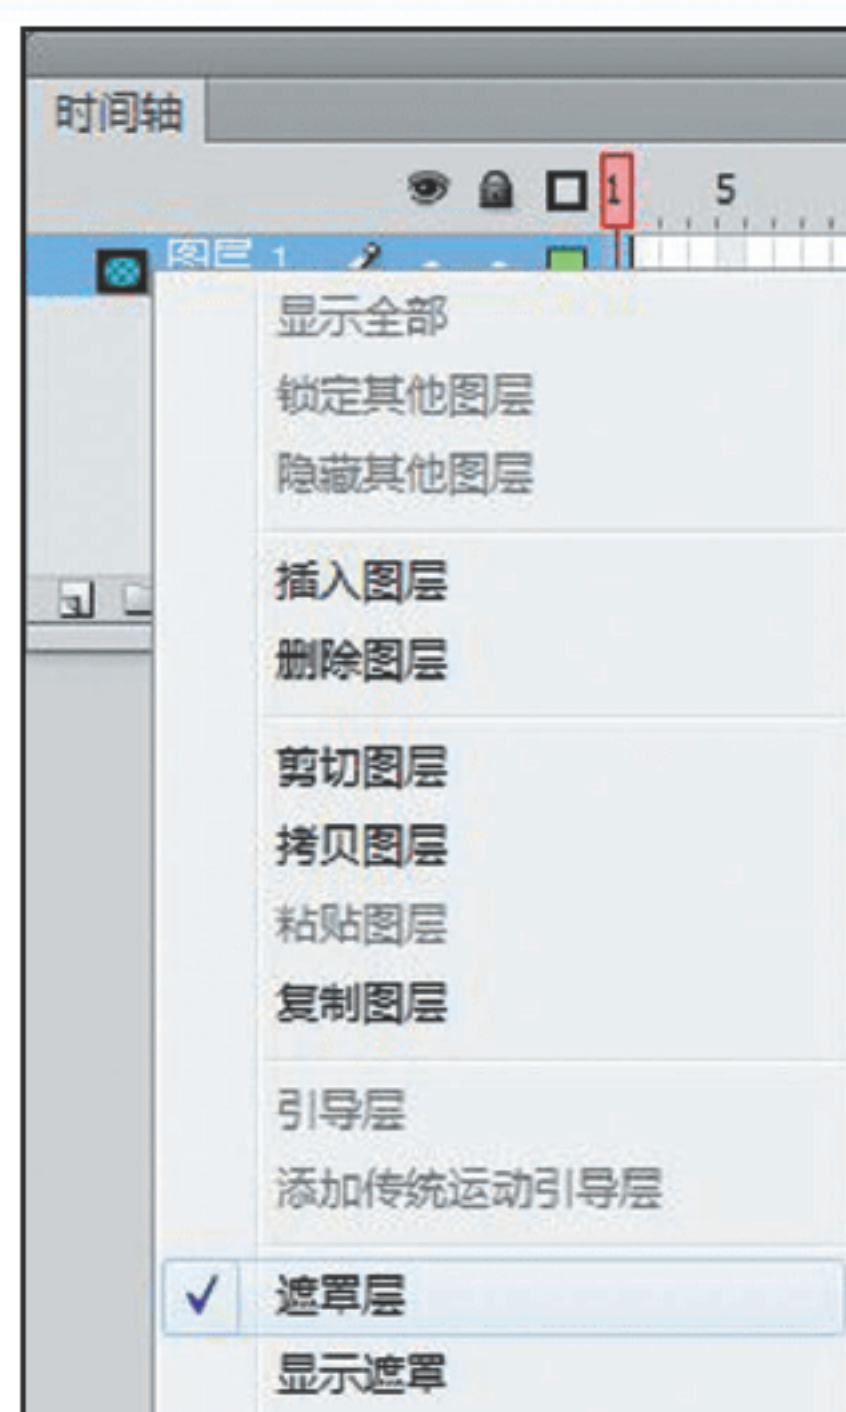 时间轴
1 5
图层 1
显示全部
锁定其他图层
隐藏其他图层
插入图层
删除图层
剪切图层
拷贝图层
粘贴图层
复制图层
引导层
添加传统运动引导层
遮罩层
显示遮罩